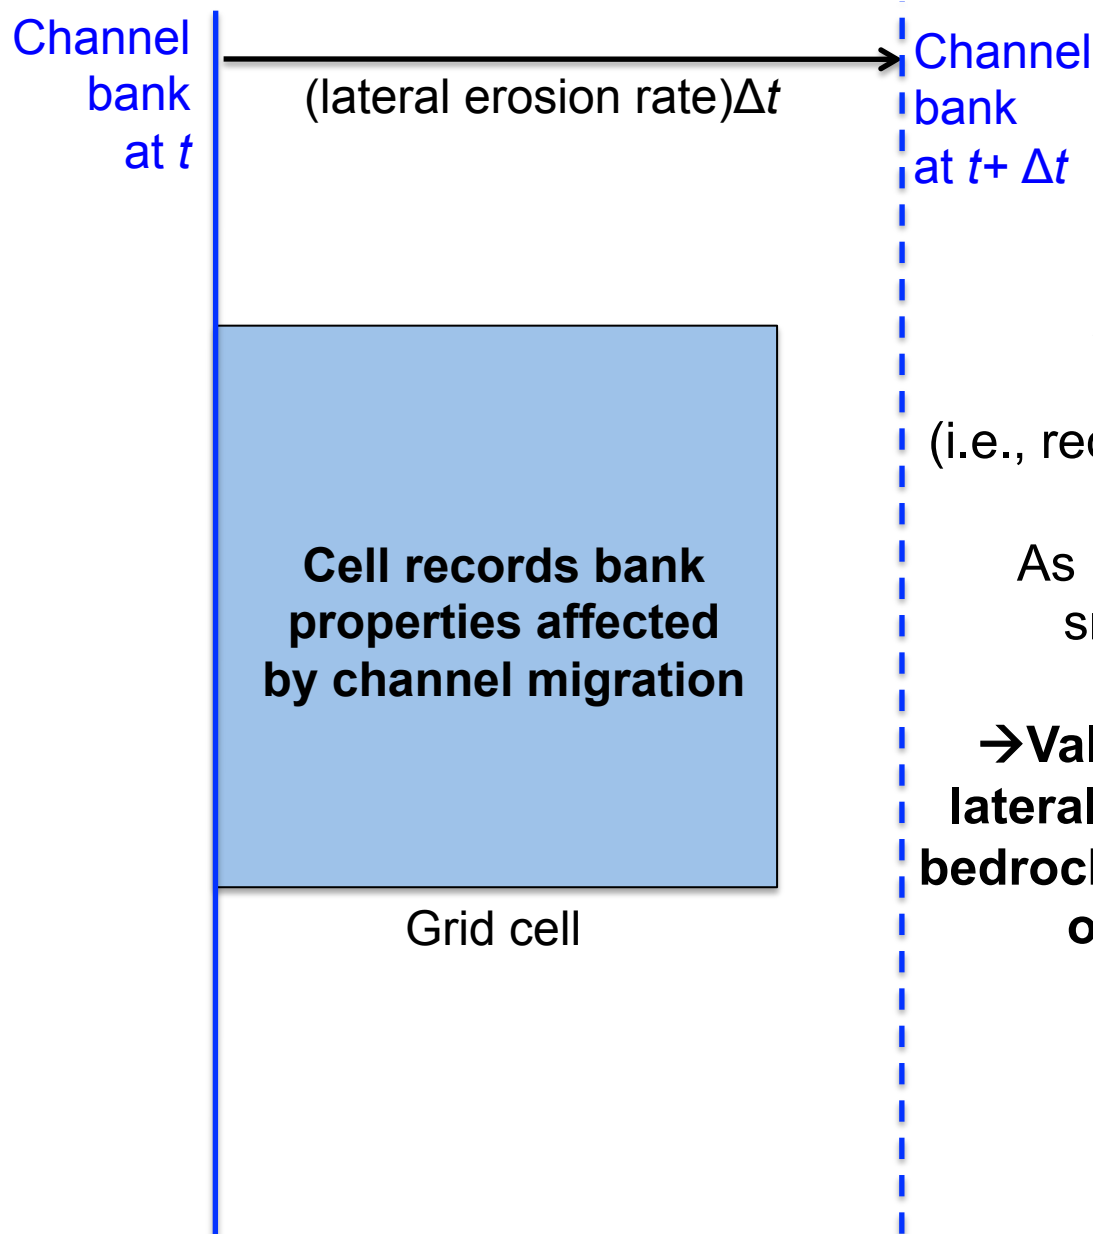 Channel
bank
at t
(lateral erosion rate)Δt
Channel
bank
at t+ Δt
Cell records bank
properties affected
by channel migration
Grid cell
(i.e.,
As
lateral